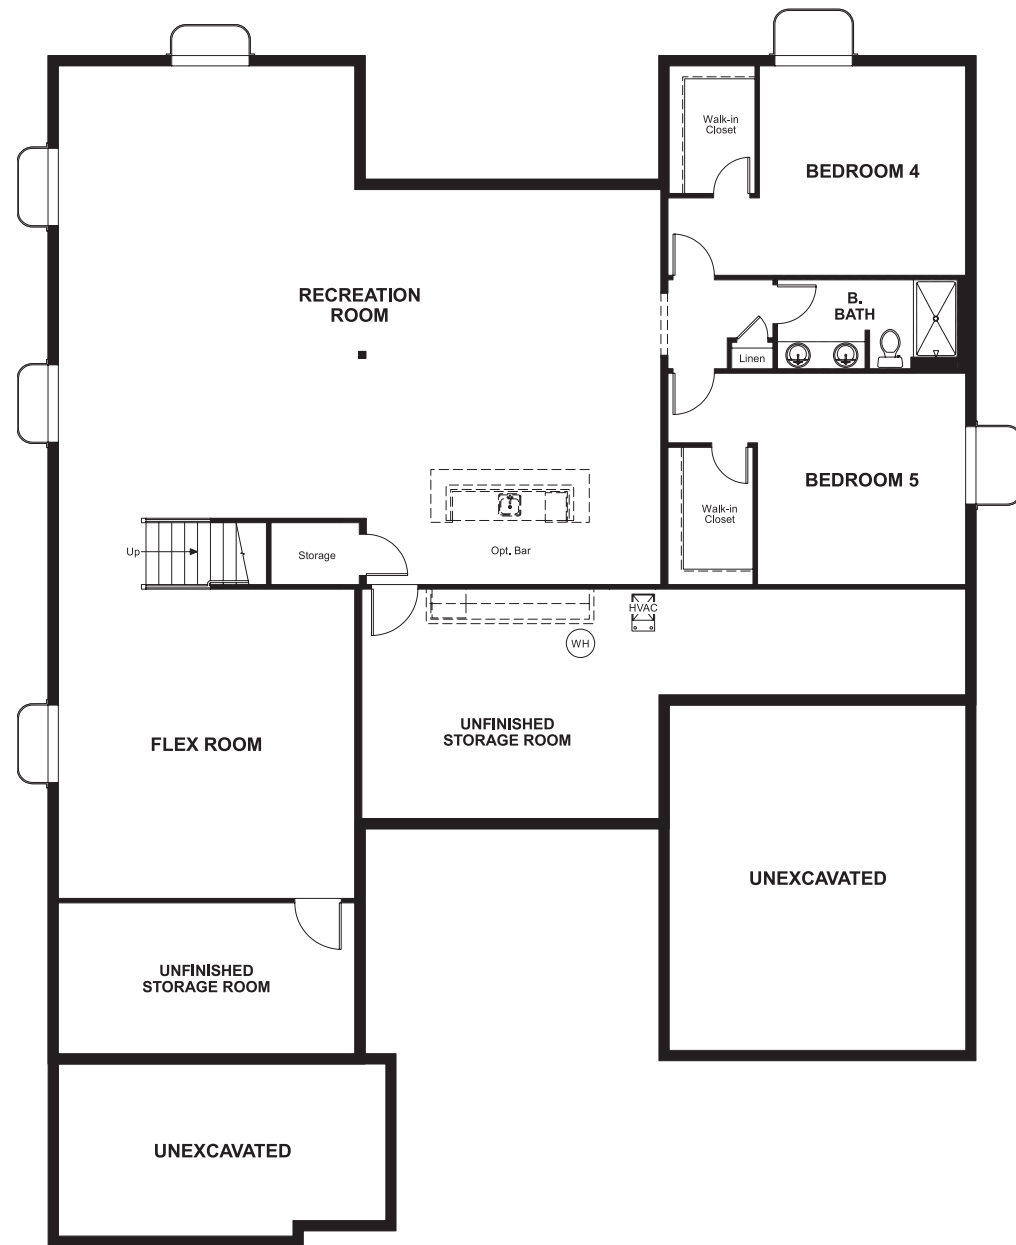 Walk-in
Closet
BEDROOM 4
RECREATION
ROOM
B.
BATH
Linen
BEDROOM 5
Walk-in
Closet
Up
Storage
Opt. Bar
HVAC
WH
FLEX ROOM
UNFINISHED
STORAGE ROOM
UNEXCAVATED
UNFINISHED
STORAGE ROOM
UNEXCAVATED